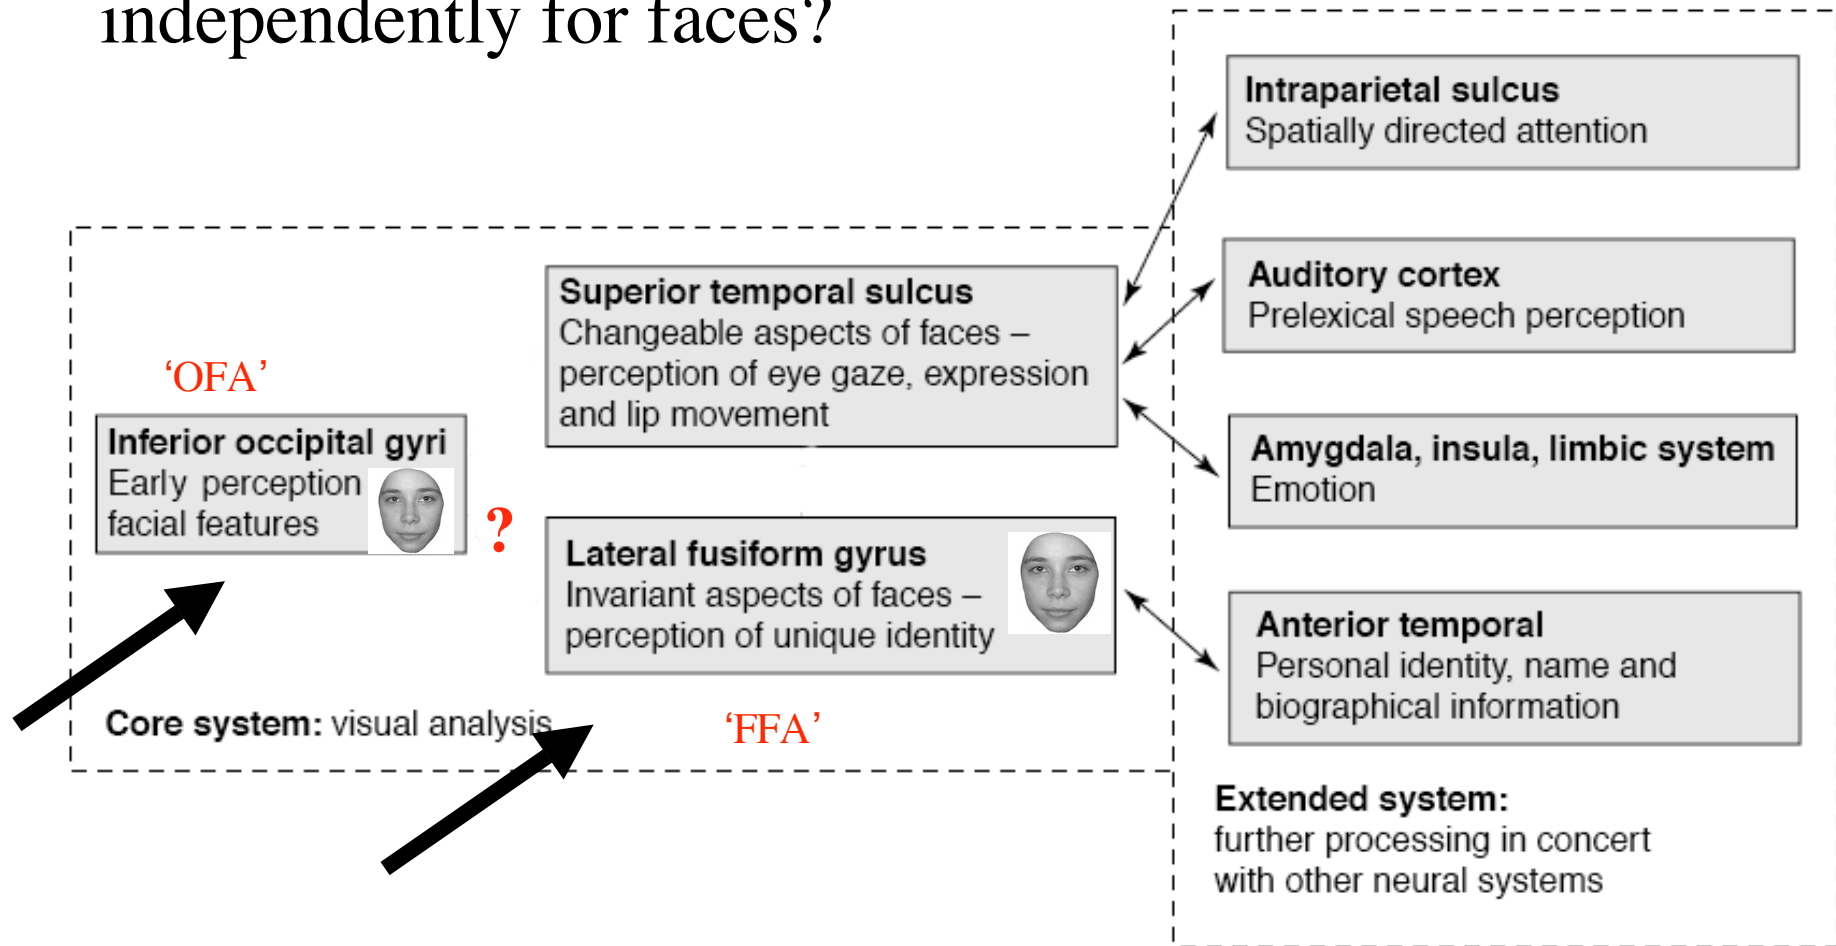 independently for faces?
‘OFA’
Inferior occipital gyri
Early perception
facial features
?
Superior temporal sulcus
Changeable aspects of faces –
perception of eye gaze, expression
and lip movement
Lateral fusiform gyrus
Invariant aspects of faces –
perception of unique identity
‘FFA’
Core system: visual analysis
Intraparietal sulcus
Spatially directed attention
Auditory cortex
Prelexical speech perception
Amygdala, insula, limbic system
Emotion
Anterior temporal
Personal identity, name and
biographical information
Extended system:
further processing in concert
with other neural systems